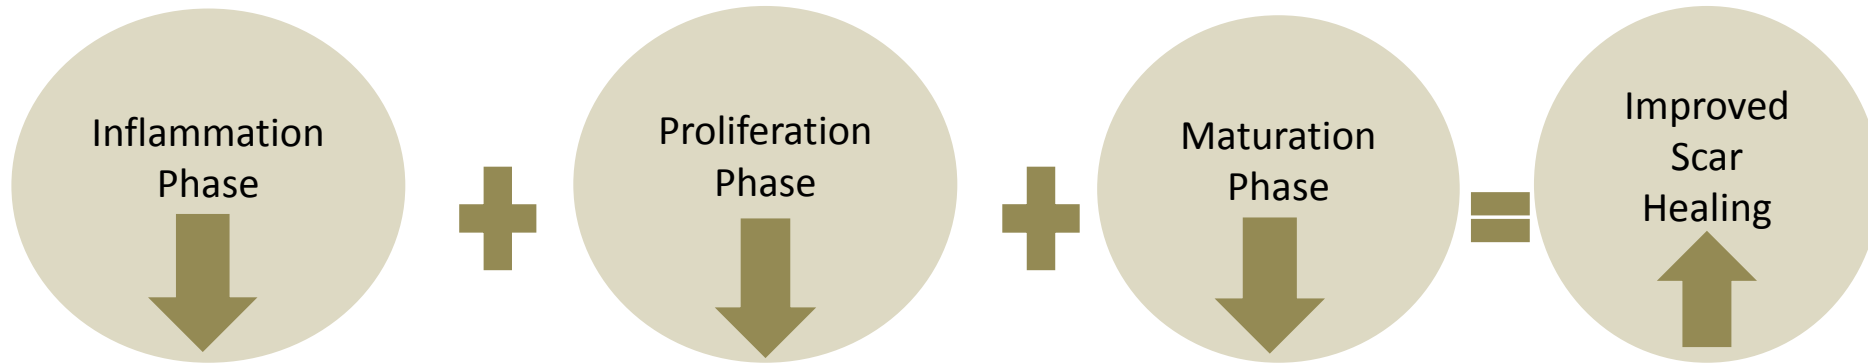 Inflammation
Phase
Proliferation
Phase
Maturation
Phase
Improved
Scar
Healing